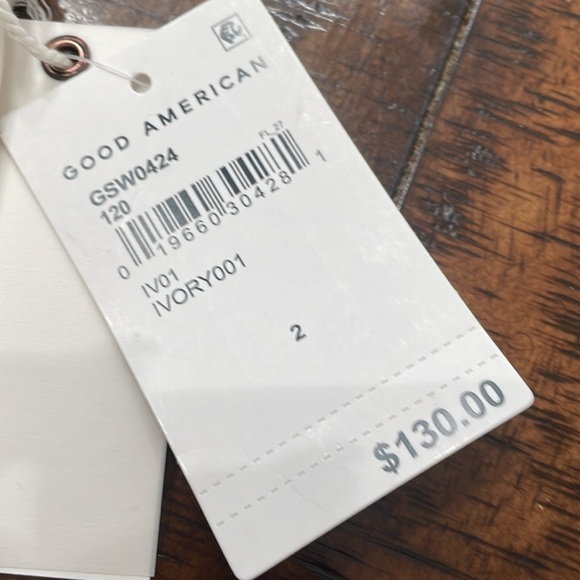 GOOD AMERICAN
GSW0424
120
FL_27
0 19660 30428 1
IV01
IVORY001
2
$130.00